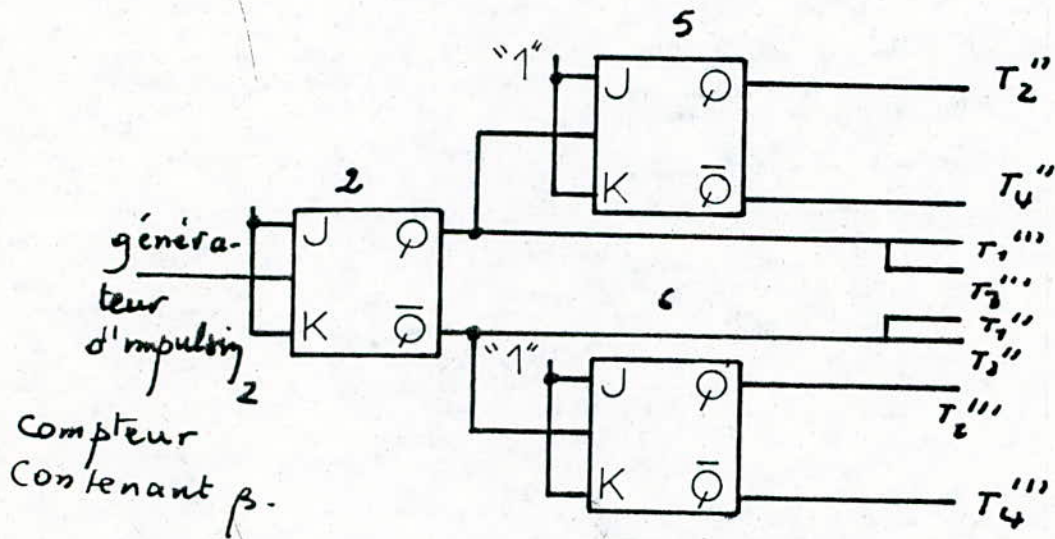 5
"1"
J Q
K Q̅
T₂''
T₄''
2
J Q
K Q̅
généra-
teur
d'impulsion
2
T₁'''
T₃'''
6
T₁''
T₃''
"1"
J Q
K Q̅
T₂'''
T₄'''
Compteur
Contenant β.